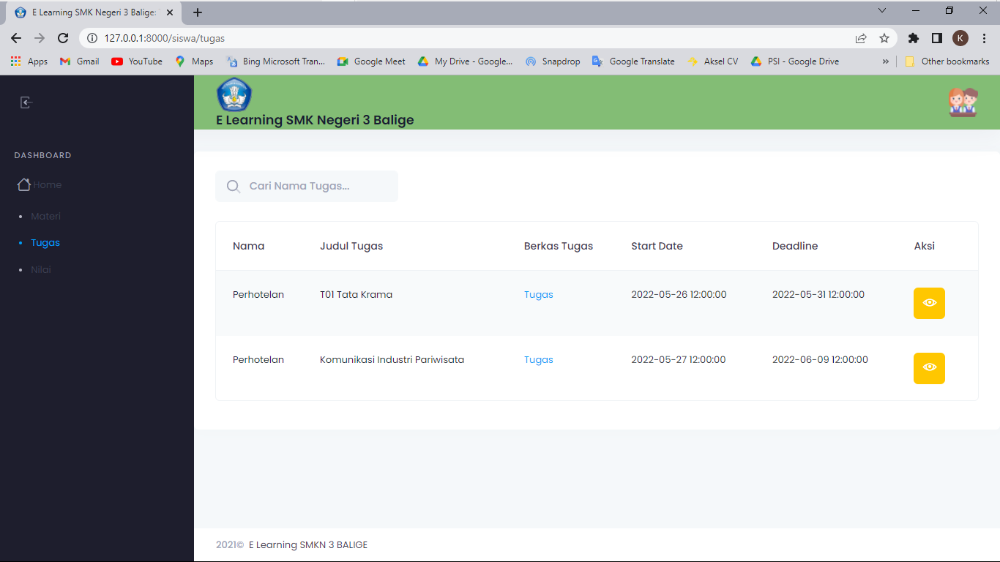 E Learning SMK Negeri 3 Balige:
127.0.0.1:8000/siswa/tugas
K
Apps Gmail YouTube Maps Bing Microsoft Tran... Google Meet My Drive - Google... Snapdrop Google Translate Aksel CV PSI - Google Drive » Other bookmarks
E Learning SMK Negeri 3 Balige
DASHBOARD
Home
Materi
Tugas
Nilai
Cari Nama Tugas...
Nama Judul Tugas Berkas Tugas Start Date Deadline Aksi
Perhotelan T01 Tata Krama Tugas 2022-05-26 12:00:00 2022-05-31 12:00:00
Perhotelan Komunikasi Industri Pariwisata Tugas 2022-05-27 12:00:00 2022-06-09 12:00:00
2021© E Learning SMKN 3 BALIGE